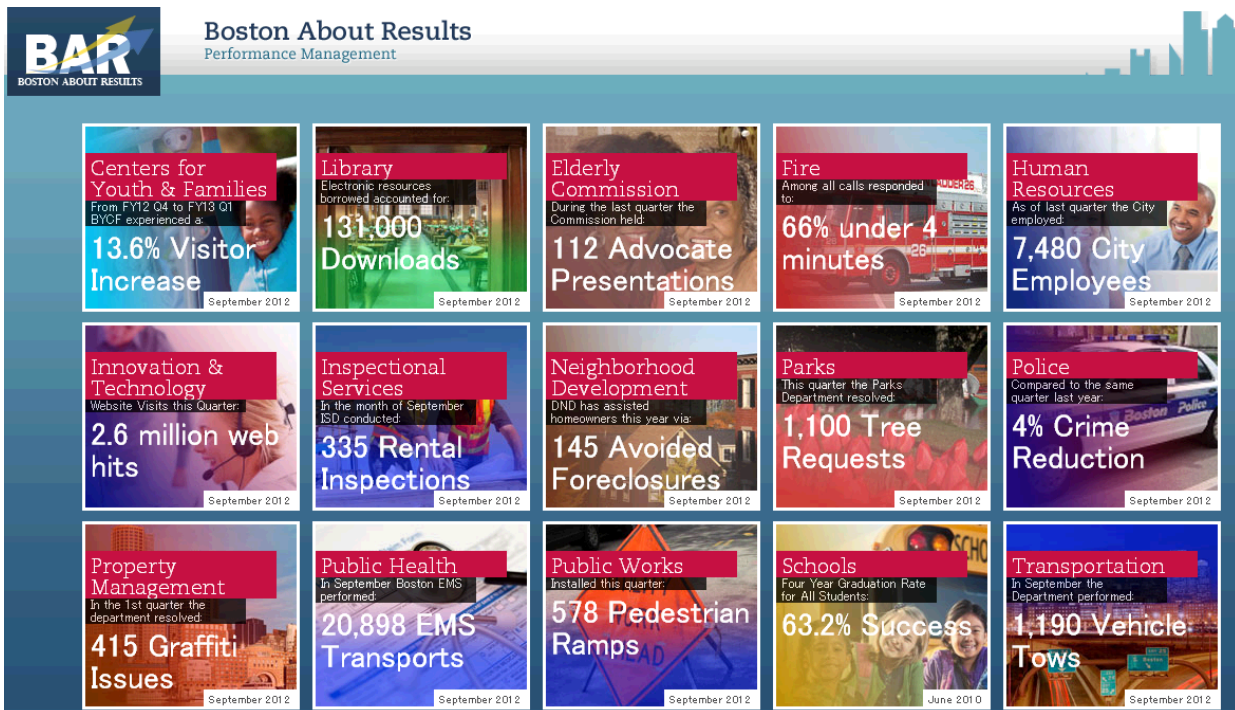 BAR
BOSTON ABOUT RESULTS
Boston About Results
Performance Management
Centers for
Youth & Families
From FY12 Q4 to FY13 Q1
BYCF experienced a:
13.6% Visitor
Increase
September 2012
Library
Electronic resources
borrowed accounted for:
131,000
Downloads
September 2012
Elderly
Commission
During the last quarter the
Commission held:
112 Advocate
Presentations
September 2012
Fire
Among all calls responded
to:
66% under 4
minutes
LADDER 26
26
September 2012
Human
Resources
As of last quarter the City
employed:
7,480 City
Employees
September 2012
Innovation &
Technology
Website Visits this Quarter:
2.6 million web
hits
September 2012
Inspectional
Services
In the month of September
ISD conducted:
335 Rental
Inspections
September 2012
Neighborhood
Development
DND has assisted
homeowners this year via:
145 Avoided
Foreclosures
September 2012
Parks
This quarter the Parks
Department resolved:
1,100 Tree
Requests
September 2012
Police
Compared to the same
quarter last year:
4% Crime
Reduction
Boston Police
September 2012
Property
Management
In the 1st quarter the
department resolved:
415 Graffiti
Issues
September 2012
Public Health
In September Boston EMS
performed:
20,898 EMS
Transports
September 2012
Public Works
Installed this quarter:
578 Pedestrian
Ramps
AHEAD
September 2012
Schools
Four Year Graduation Rate
for All Students:
63.2% Success
SCHO
June 2010
Transportation
In September the
Department performed:
1,190 Vehicle
Tows
September 2012